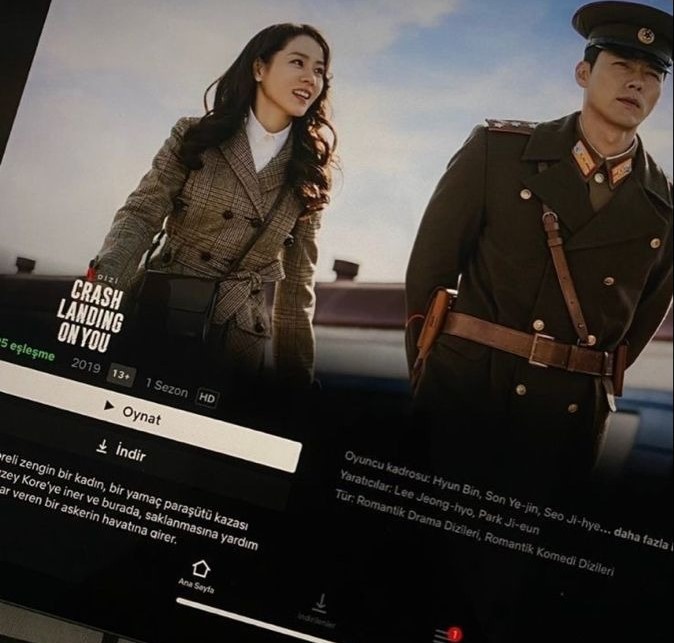 N DİZİ
CRASH
LANDING
ON YOU
5 eşleşme 2019 13+ 1 Sezon HD
Oynat
İndir
reli zengin bir kadın, bir yamaç paraşütü kazası
zey Kore'ye iner ve burada, saklanmasına yardım
ar veren bir askerin hayatına girer.
Oyuncu kadrosu: Hyun Bin, Son Ye-jin, Seo Ji-hye... daha fazla
Yaratıcılar: Lee Jeong-hyo, Park Ji-eun
Tür: Romantik Drama Dizileri, Romantik Komedi Dizileri
Ana Sayfa
İndirilenler
1